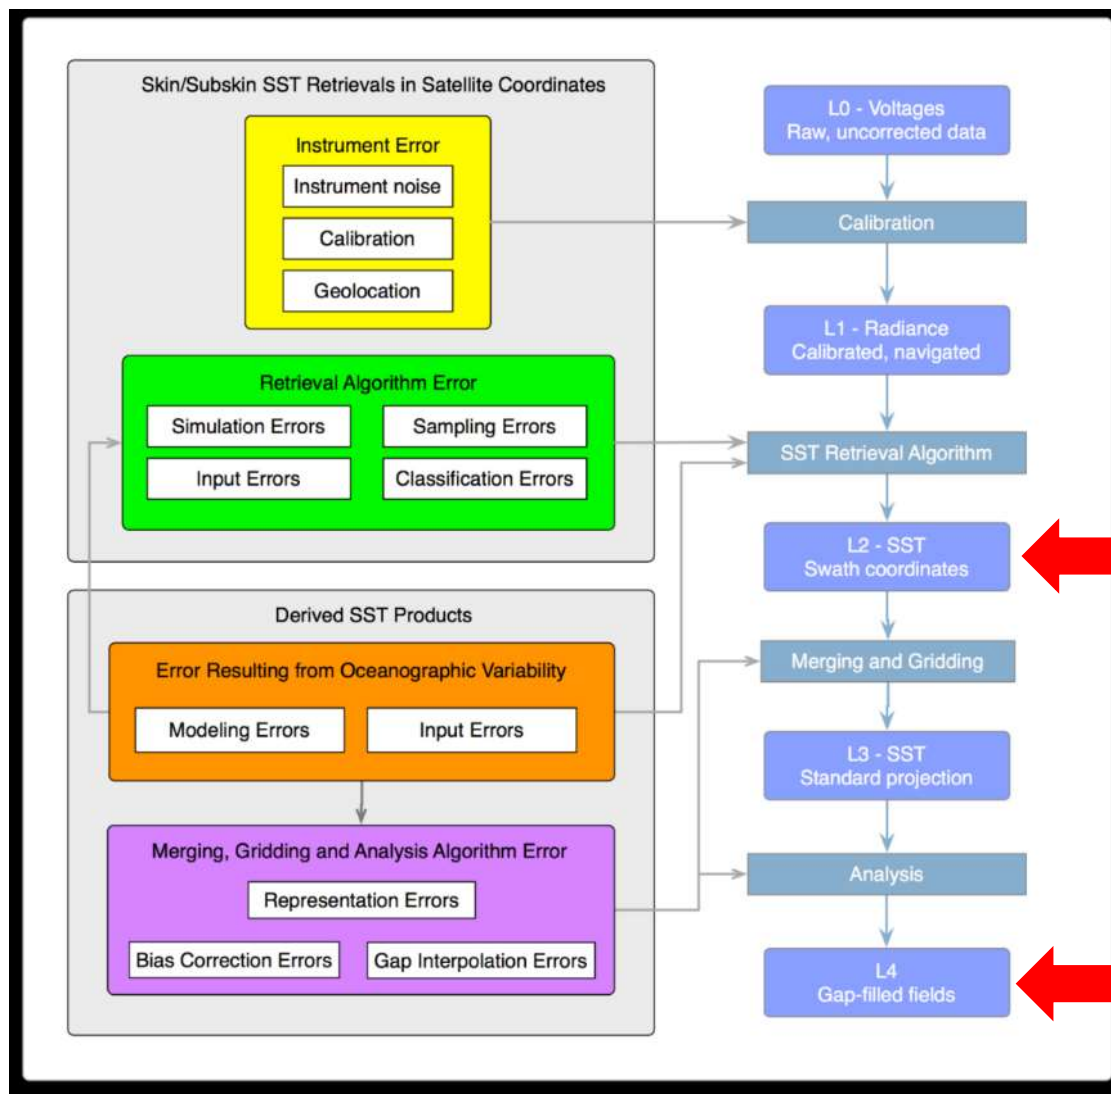 Skin/Subskin SST Retrievals in Satellite Coordinates
Instrument Error
Instrument noise
Calibration
Geolocation
Retrieval Algorithm Error
Simulation Errors
Sampling Errors
Input Errors
Classification Errors
Derived SST Products
Error Resulting from Oceanographic Variability
Modeling Errors
Input Errors
Merging, Gridding and Analysis Algorithm Error
Representation Errors
Bias Correction Errors
Gap Interpolation Errors
L0 - Voltages
Raw, uncorrected data
Calibration
L1 - Radiance
Calibrated, navigated
SST Retrieval Algorithm
L2 - SST
Swath coordinates
Merging and Gridding
L3 - SST
Standard projection
Analysis
L4
Gap-filled fields